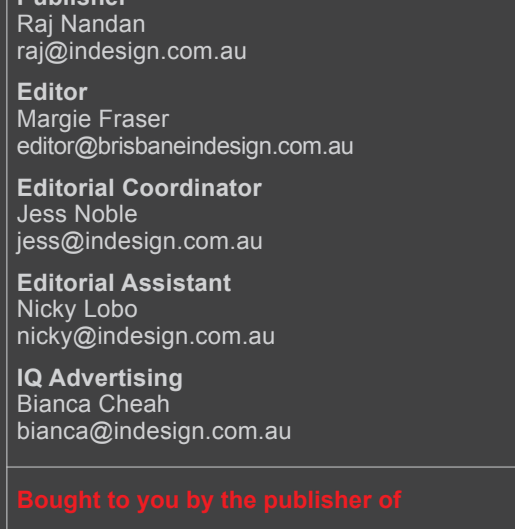 Publisher
Raj Nandan
raj@indesign.com.au
Editor
Margie Fraser
editor@brisbaneindesign.com.au
Editorial Coordinator
Jess Noble
jess@indesign.com.au
Editorial Assistant
Nicky Lobo
nicky@indesign.com.au
IQ Advertising
Bianca Cheah
bianca@indesign.com.au
Bought to you by the publisher of